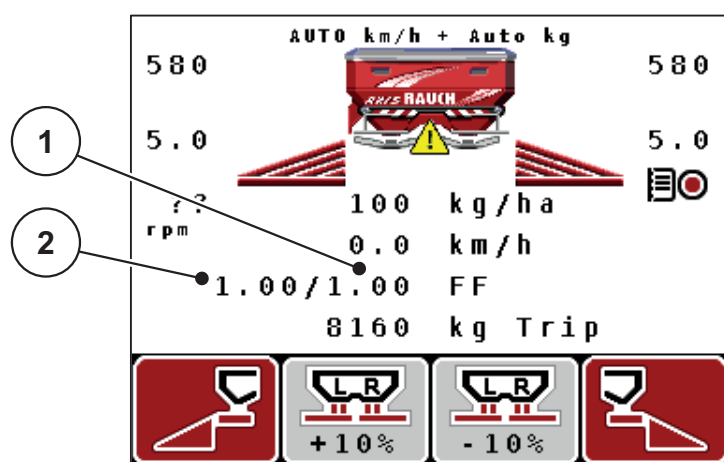 AUTO km/h + Auto kg
580 580
AXIS RAUCH
1
5.0 5.0
?? 100 kg/ha
rpm
2
0.0 km/h
1.00/1.00 FF
8160 kg Trip
L R L R
+10% -10%